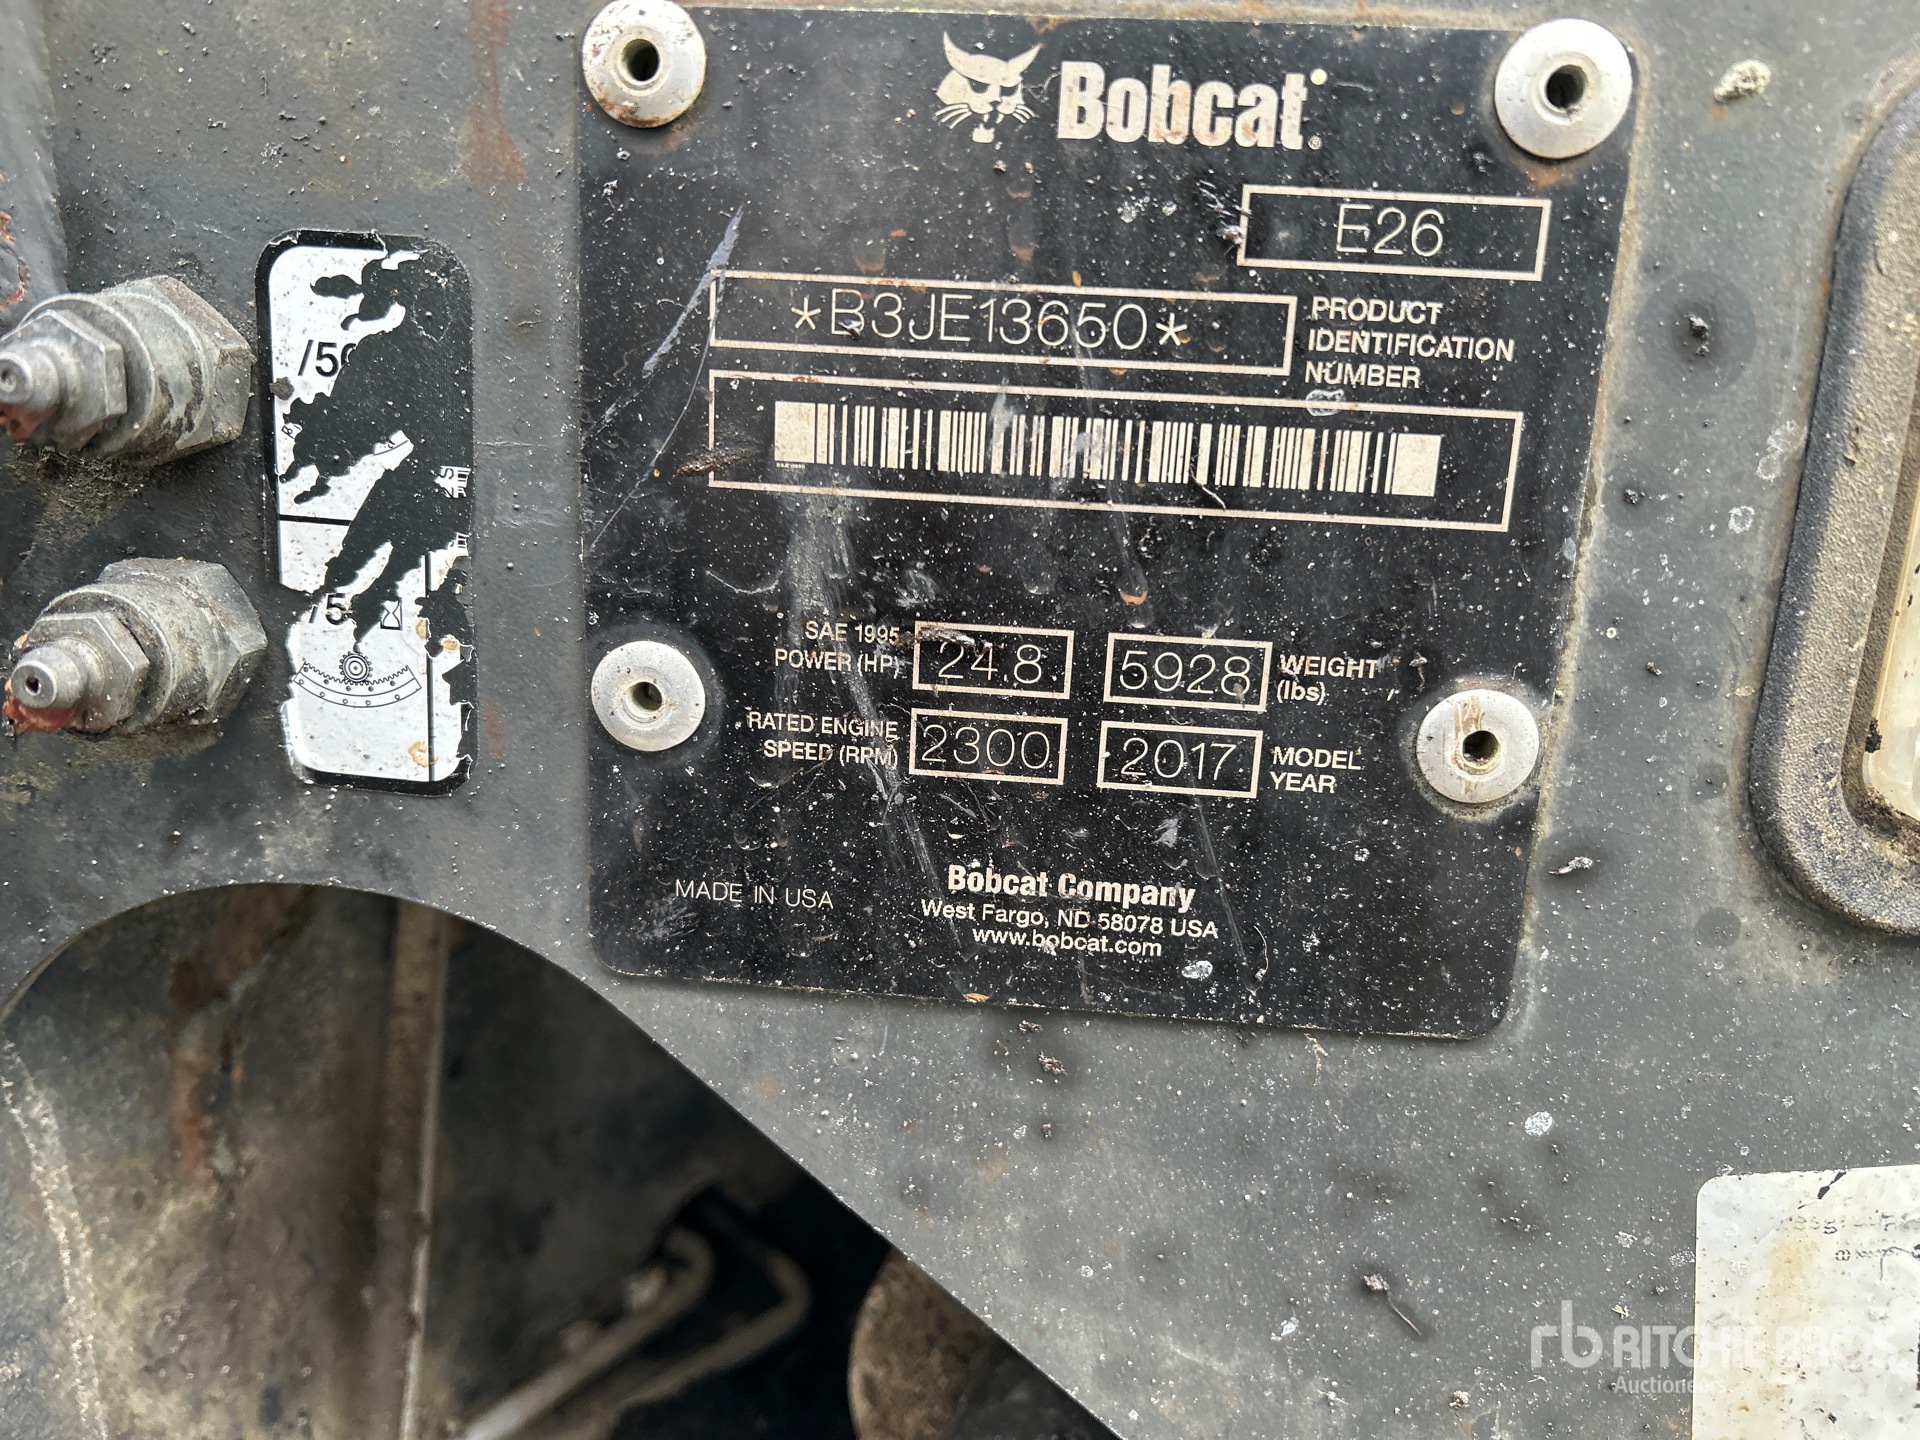 Bobcat®
E26
*B3JE13650*
PRODUCT
IDENTIFICATION
NUMBER
SAE 1995
POWER (HP)
24.8
5928
WEIGHT
(lbs)
RATED ENGINE
SPEED (RPM)
2300
2017
MODEL
YEAR
MADE IN USA
Bobcat Company
West Fargo, ND 58078 USA
www.bobcat.com
/5
rb RITCHIE BROS
Auctioneers